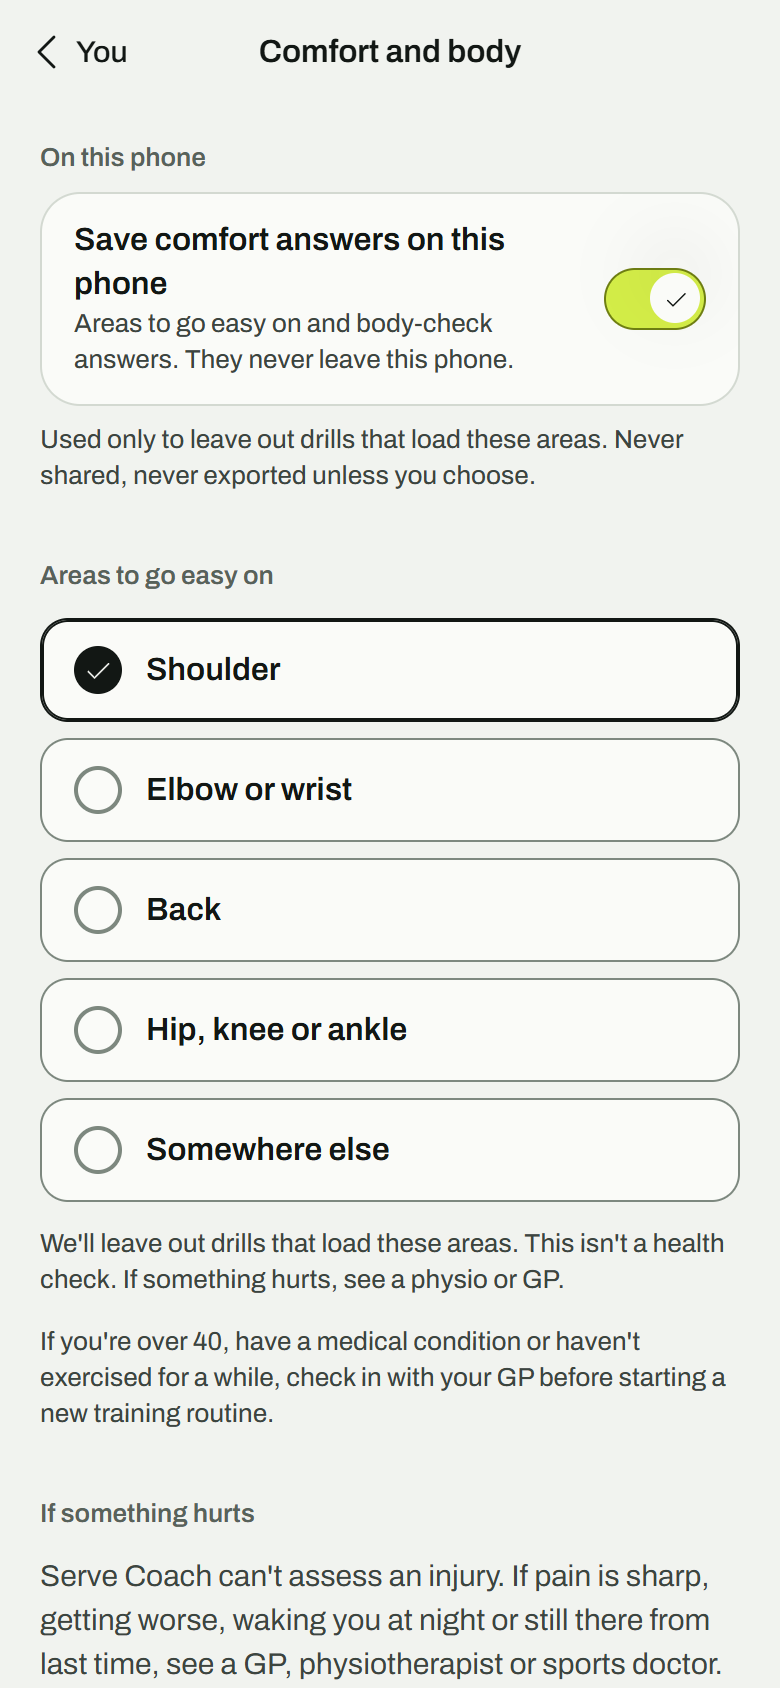 You
Comfort and body
On this phone
Save comfort answers on this
phone
Areas to go easy on and body-check
answers. They never leave this phone.
Used only to leave out drills that load these areas. Never
shared, never exported unless you choose.
Areas to go easy on
Shoulder
Elbow or wrist
Back
Hip, knee or ankle
Somewhere else
We'll leave out drills that load these areas. This isn't a health
check. If something hurts, see a physio or GP.
If you're over 40, have a medical condition or haven't
exercised for a while, check in with your GP before starting a
new training routine.
If something hurts
Serve Coach can't assess an injury. If pain is sharp,
getting worse, waking you at night or still there from
last time, see a GP, physiotherapist or sports doctor.